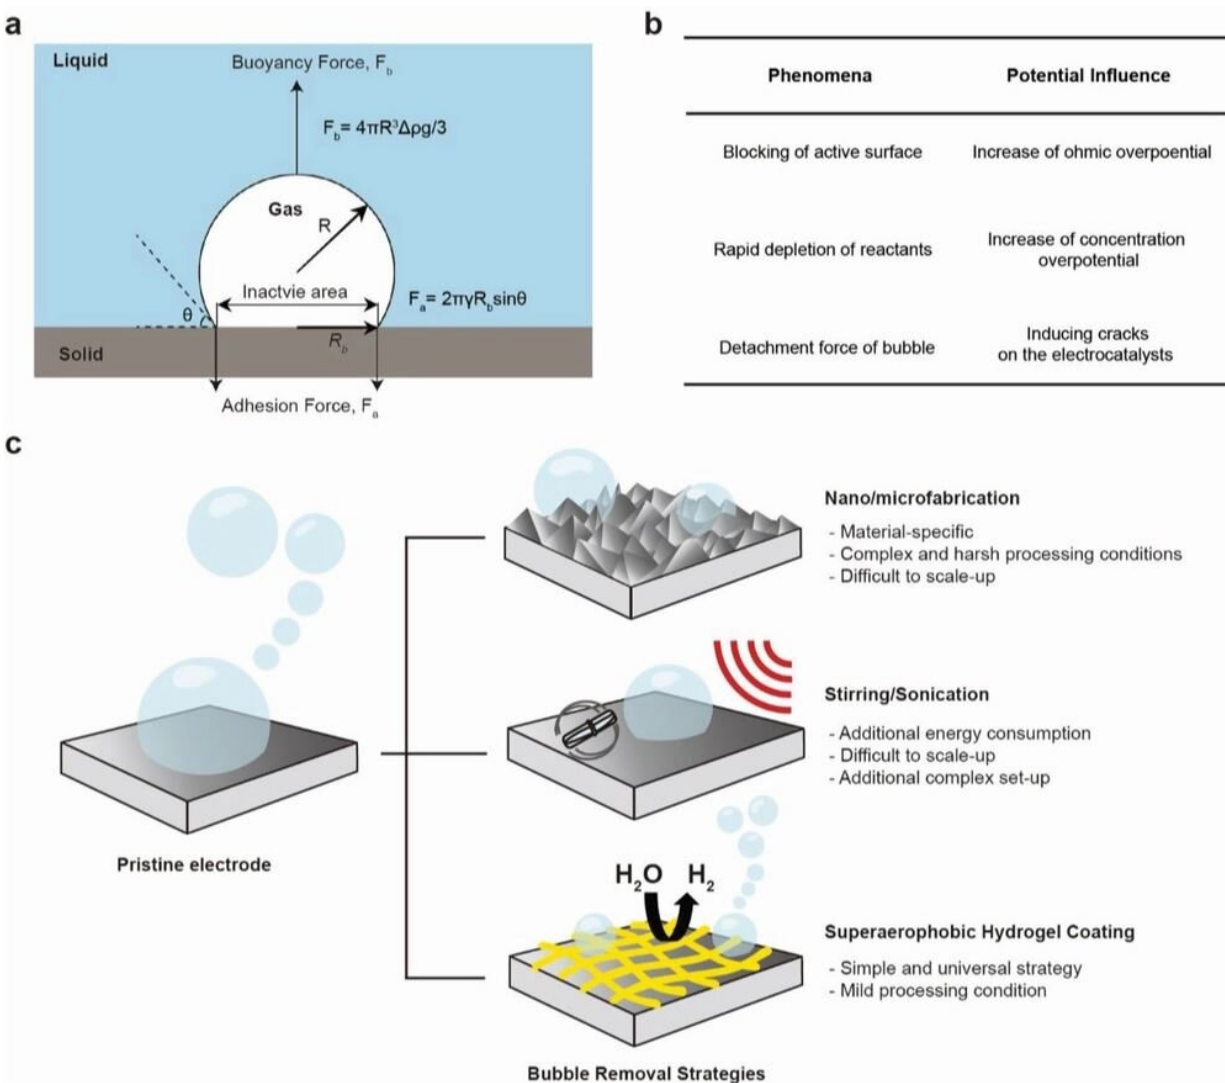 a
Liquid
Buoyancy Force, F_b
F_b= 4πR³Δρg/3
Gas
R
Inactvie area
F_a= 2πγR_bsinθ
θ
R_b
Solid
Adhesion Force, F_a
b
Phenomena Potential Influence
Blocking of active surface Increase of ohmic overpoential
Rapid depletion of reactants Increase of concentration
overpotential
Detachment force of bubble Inducing cracks
on the electrocatalysts
c
Pristine electrode
Nano/microfabrication
- Material-specific
- Complex and harsh processing conditions
- Difficult to scale-up
Stirring/Sonication
- Additional energy consumption
- Difficult to scale-up
- Additional complex set-up
H₂O H₂
Superaerophobic Hydrogel Coating
- Simple and universal strategy
- Mild processing condition
Bubble Removal Strategies